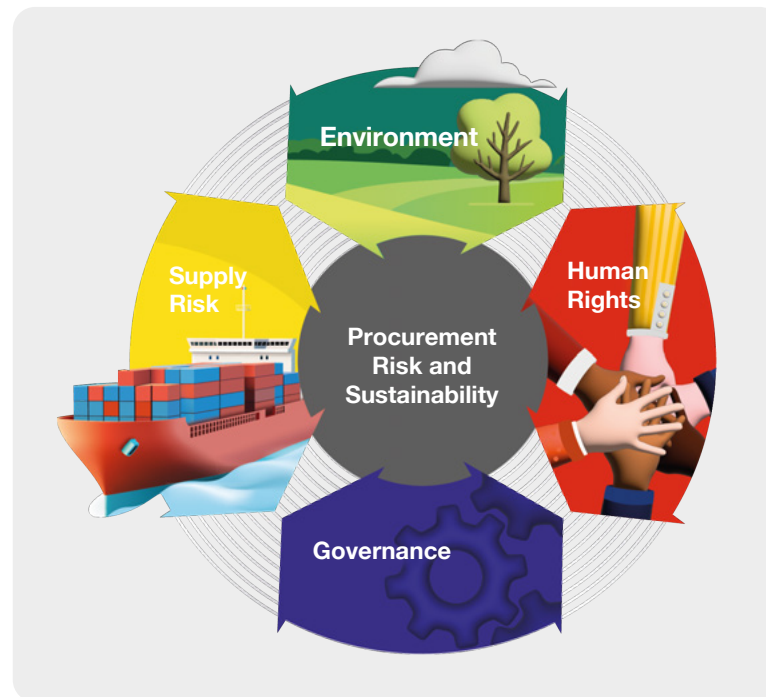 Environment
Supply
Risk
Human
Rights
Procurement
Risk and
Sustainability
Governance